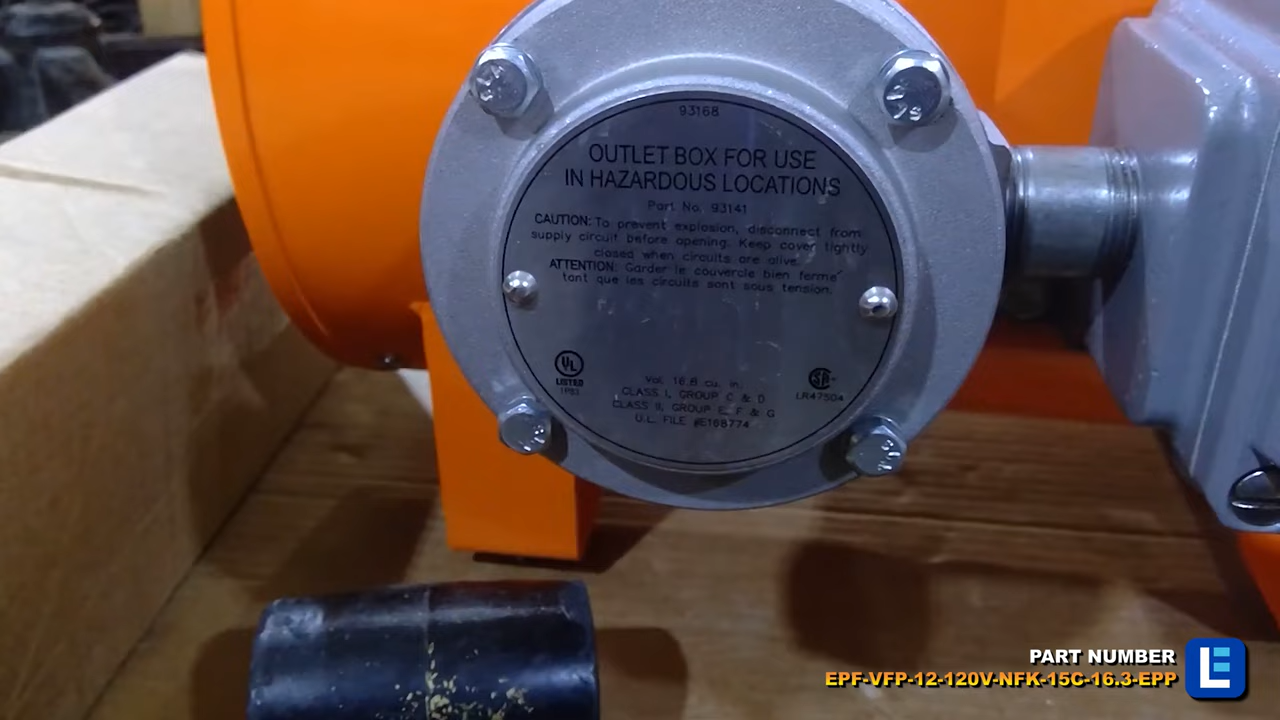 93168
OUTLET BOX FOR USE
IN HAZARDOUS LOCATIONS
Part No. 93141
CAUTION: To prevent explosion, disconnect from
supply circuit before opening. Keep cover tightly
closed when circuits are alive.
ATTENTION: Garder le couvercle bien fermé
tant que les circuits sont sous tension.
UL
LISTED
Vol. 16.8 cu. in.
CLASS I, GROUP C & D
CLASS II, GROUP E, F & G
U.L. FILE #E168774
LR47504
PART NUMBER
EPF-VFP-12-120V-NFK-15C-16.3-EPP
LE